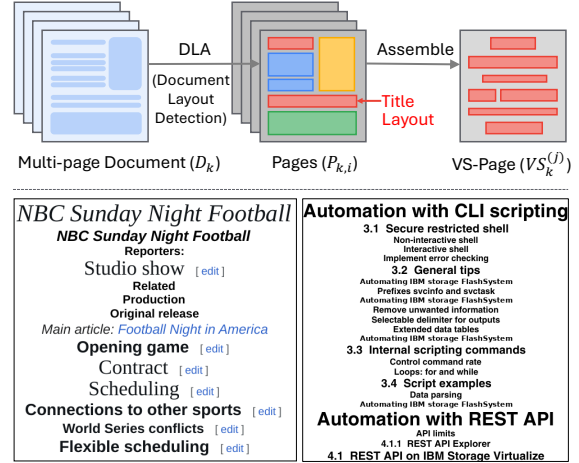 DLA
(Document
Layout
Detection)
Assemble
Title
Layout
Multi-page Document (D_k)
Pages (P_{k,i})
VS-Page (VS_k^{(j)})
NBC Sunday Night Football
NBC Sunday Night Football
Reporters:
Studio show [ edit ]
Related
Production
Original release
Main article: Football Night in America
Opening game [ edit ]
Contract [ edit ]
Scheduling [ edit ]
Connections to other sports [ edit ]
World Series conflicts [ edit ]
Flexible scheduling [ edit ]
Automation with CLI scripting
3.1 Secure restricted shell
Non-interactive shell
Interactive shell
Implement error checking
3.2 General tips
Automating IBM storage FlashSystem
Prefixes svcinfo and svctask
Automating IBM storage FlashSystem
Remove unwanted information
Selectable delimiter for outputs
Extended data tables
Automating IBM storage FlashSystem
3.3 Internal scripting commands
Control command rate
Loops: for and while
3.4 Script examples
Data parsing
Automating IBM storage FlashSystem
Automation with REST API
API limits
4.1.1 REST API Explorer
4.1 REST API on IBM Storage Virtualize